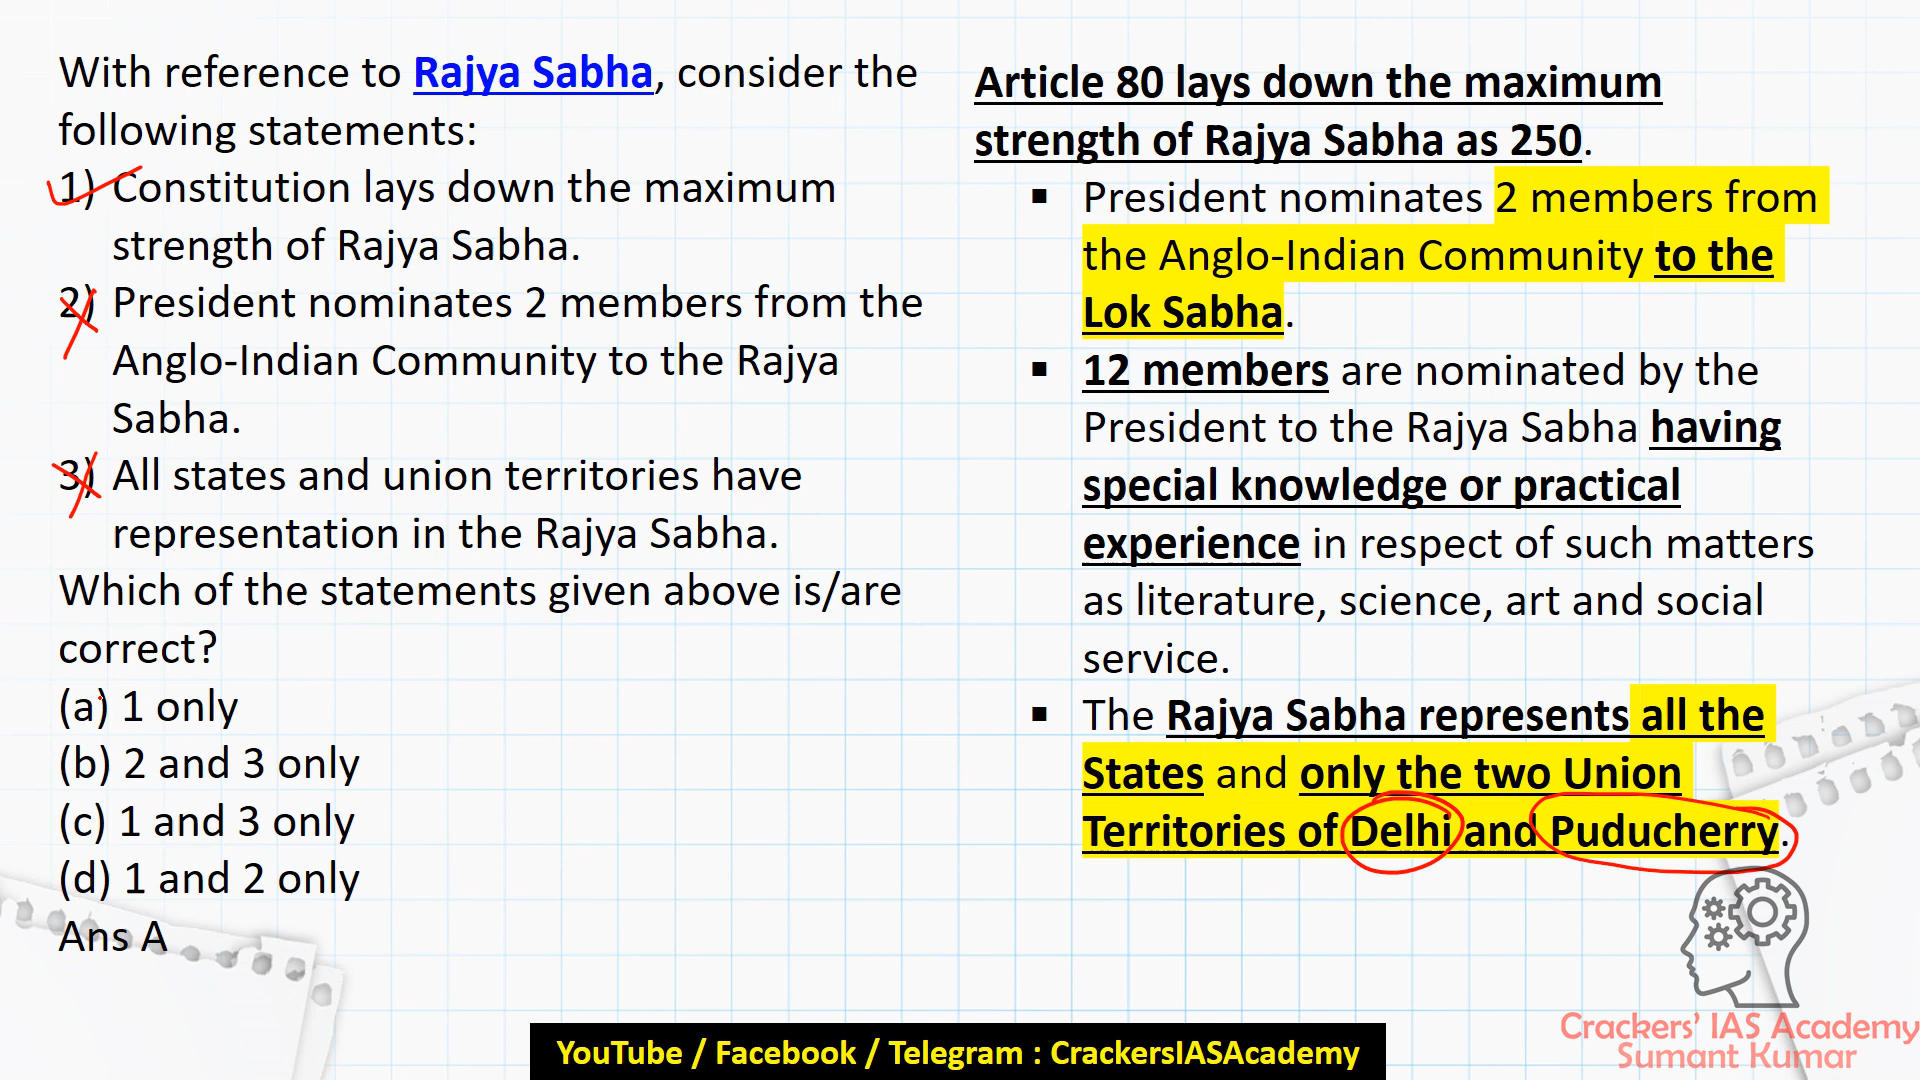 With reference to Rajya Sabha, consider the
following statements:
1) Constitution lays down the maximum
strength of Rajya Sabha.
2) President nominates 2 members from the
Anglo-Indian Community to the Rajya
Sabha.
3) All states and union territories have
representation in the Rajya Sabha.
Which of the statements given above is/are
correct?
(a) 1 only
(b) 2 and 3 only
(c) 1 and 3 only
(d) 1 and 2 only
Ans A
Article 80 lays down the maximum
strength of Rajya Sabha as 250.
▪ President nominates 2 members from
the Anglo-Indian Community to the
Lok Sabha.
▪ 12 members are nominated by the
President to the Rajya Sabha having
special knowledge or practical
experience in respect of such matters
as literature, science, art and social
service.
▪ The Rajya Sabha represents all the
States and only the two Union
Territories of Delhi and Puducherry.
Crackers' IAS Academy
Sumant Kumar
YouTube / Facebook / Telegram : CrackersIASAcademy